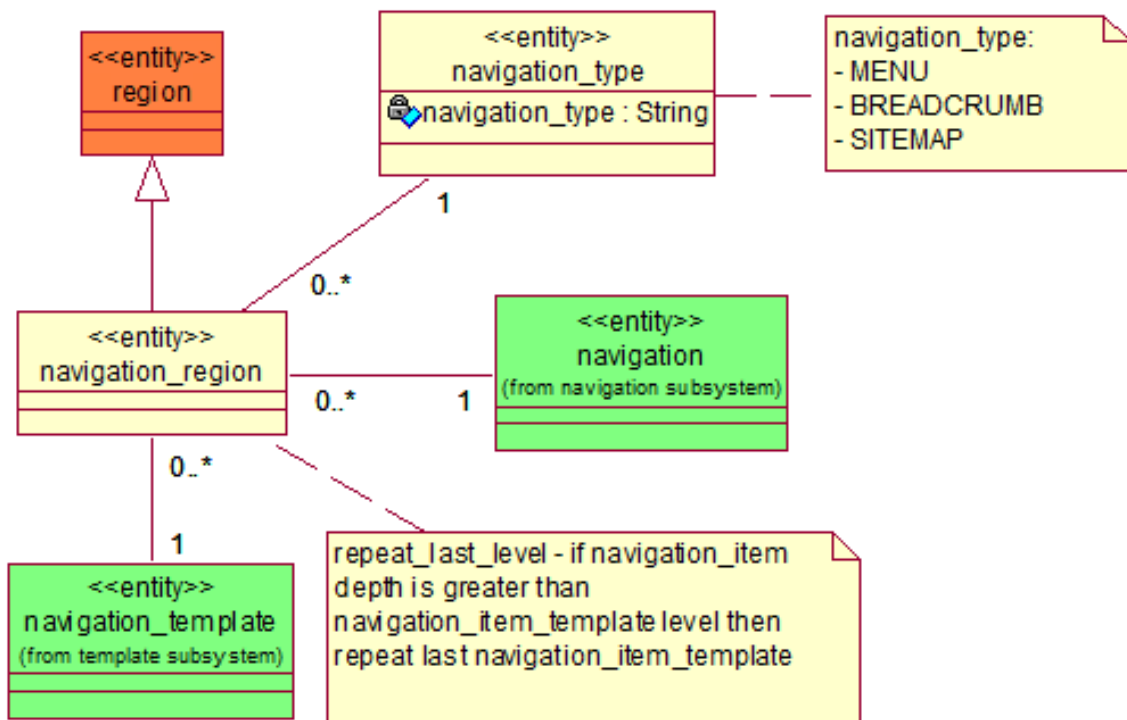 <<entity>>
region
<<entity>>
navigation_type
navigation_type : String
navigation_type:
- MENU
- BREADCRUMB
- SITEMAP
1
0..*
<<entity>>
navigation_region
0..*
1
<<entity>>
navigation
(from navigation subsystem)
0..*
1
<<entity>>
navigation_template
(from template subsystem)
repeat_last_level - if navigation_item
depth is greater than
navigation_item_template level then
repeat last navigation_item_template